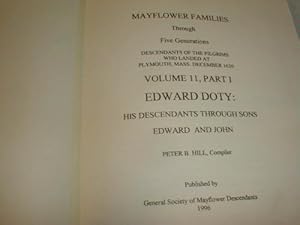 MAYFLOWER FAMILIES
Through
Five Generations
DESCENDANTS OF THE PILGRIMS
WHO LANDED AT
PLYMOUTH, MASS. DECEMBER 1620
VOLUME 11, PART 1
EDWARD DOTY:
HIS DESCENDANTS THROUGH SONS
EDWARD AND JOHN
PETER B. HILL, Compiler
Published by
General Society of Mayflower Descendants
1996